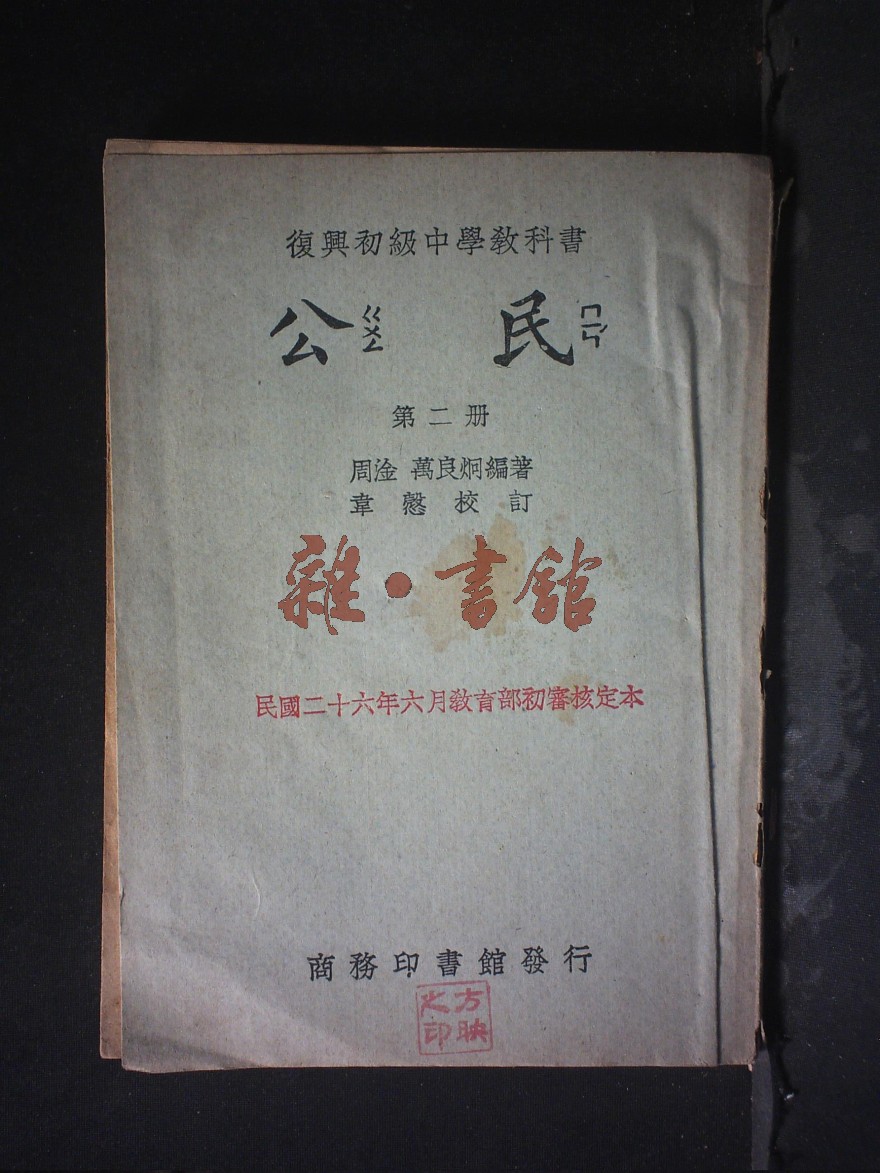 復興初級中學教科書
公ㄍㄨㄥ 民ㄇㄧㄣˊ
第二册
周淦 萬良炯編著
韋慤校訂
雜·書館
民國二十六年六月教育部初審核定本
商務印書館發行
方映之印